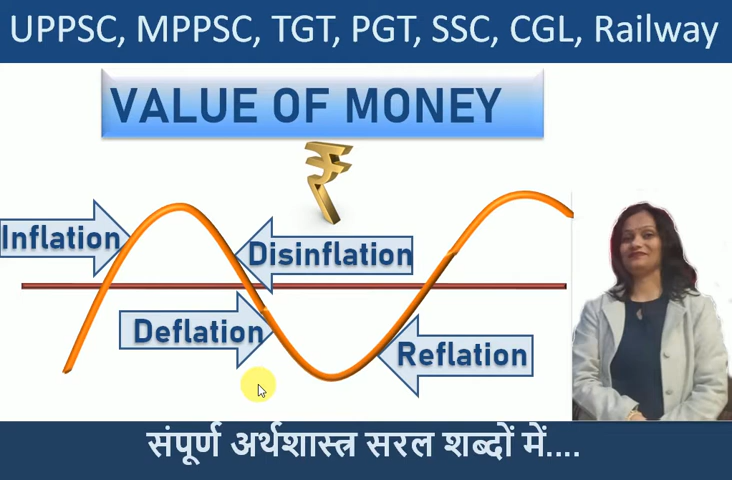 UPPSC, MPPSC, TGT, PGT, SSC, CGL, Railway
VALUE OF MONEY
₹
Inflation
Disinflation
Deflation
Reflation
संपूर्ण अर्थशास्त्र सरल शब्दों में....